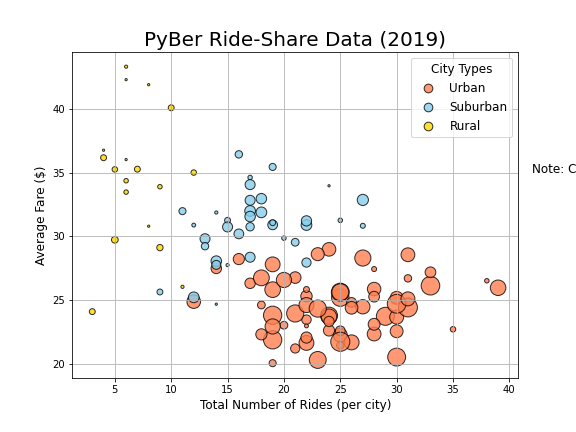 PyBer Ride-Share Data (2019)
City Types
Urban
Suburban
Rural
40
35
30
25
20
Average Fare ($)
Note: C
5 10 15 20 25 30 35 40
Total Number of Rides (per city)